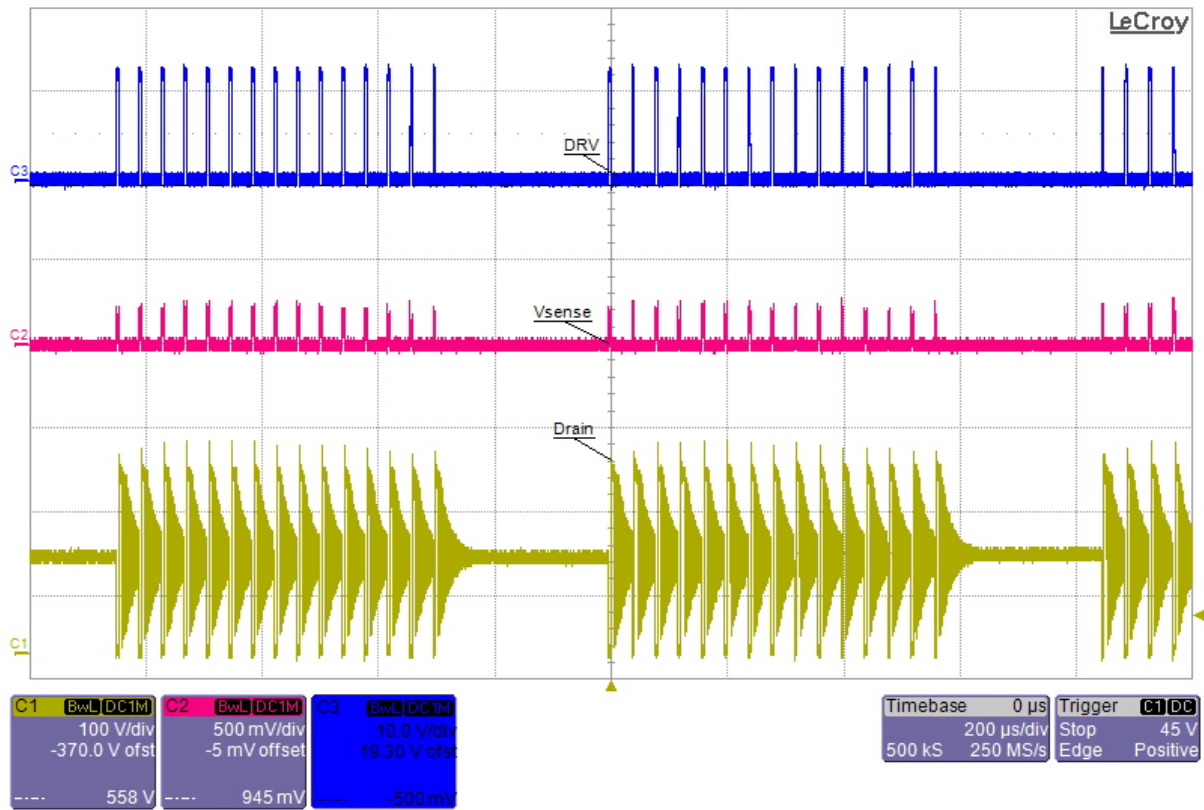 LeCroy
C3
DRV
C2
Vsense
Drain
C1
C1 BwL DC1M
100 V/div
-370.0 V ofst
558 V
C2 BwL DC1M
500 mV/div
-5 mV offset
945 mV
C3 BwL DC1M
10.0 V/div
19.30 V ofst
-500 mV
Timebase 0 µs
200 µs/div
500 kS 250 MS/s
Trigger C1 DC
Stop 45 V
Edge Positive